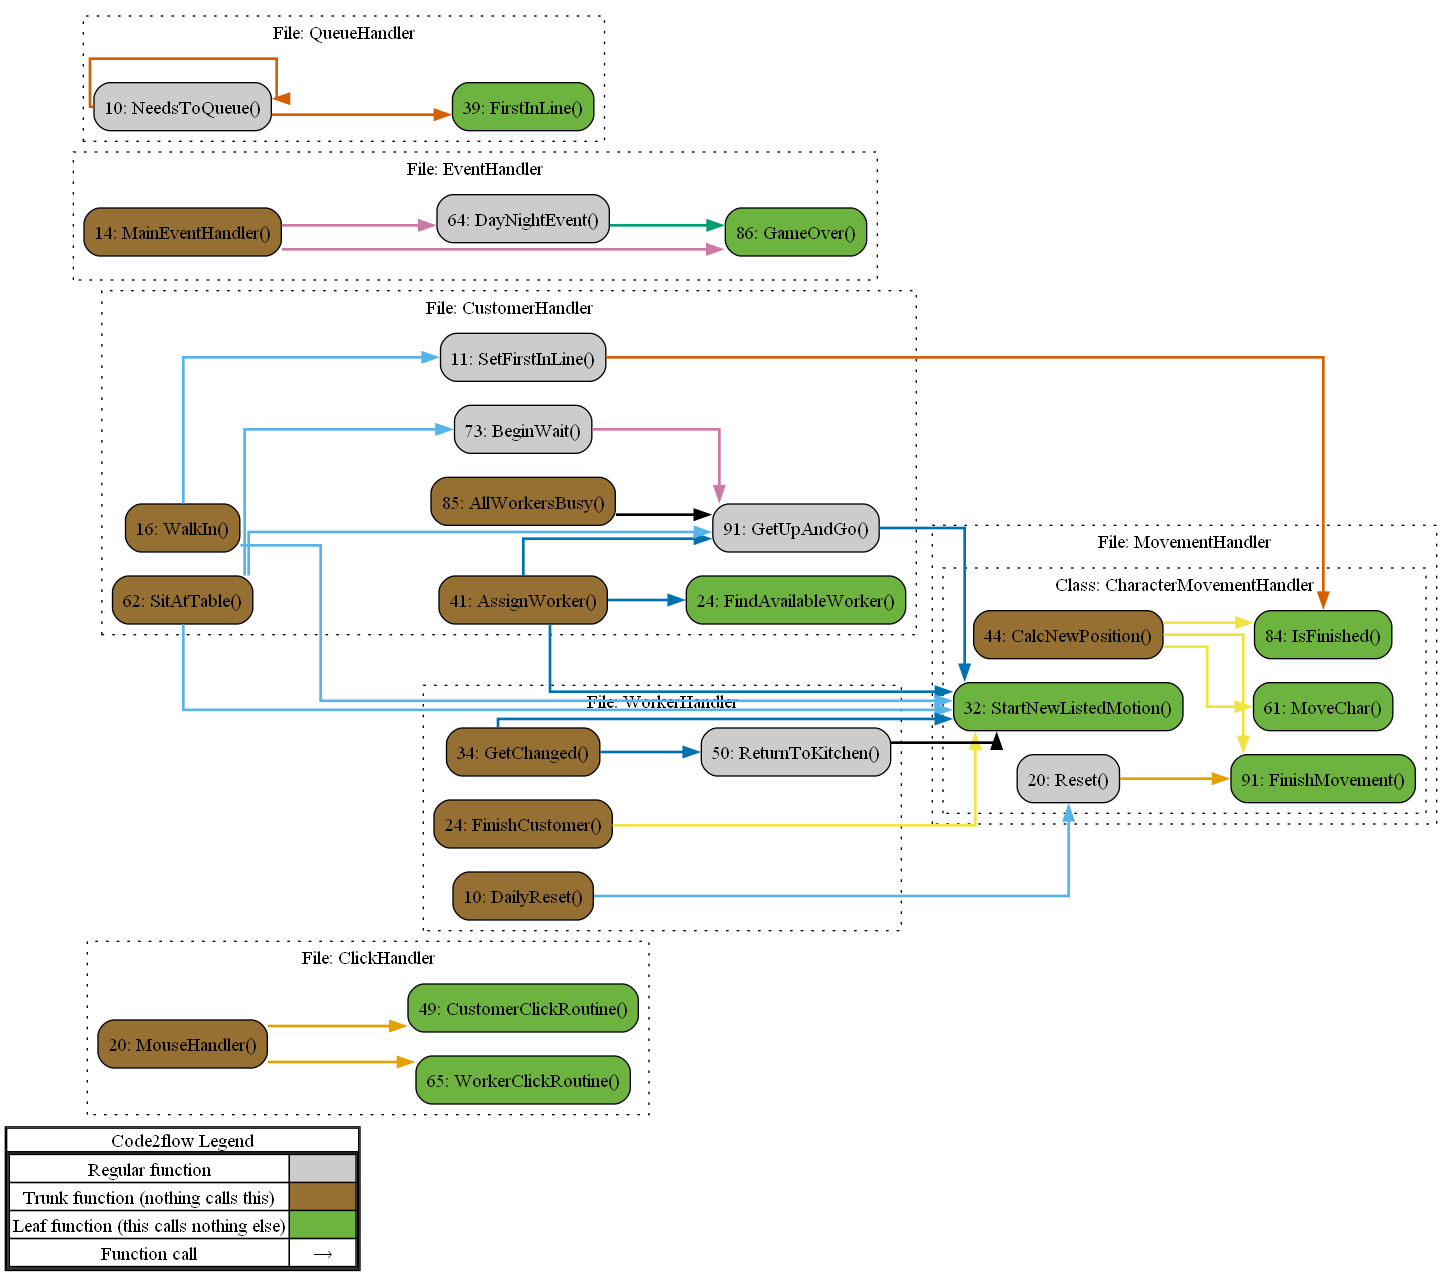 File: QueueHandler
10: NeedsToQueue()
39: FirstInLine()
File: EventHandler
14: MainEventHandler()
64: DayNightEvent()
86: GameOver()
File: CustomerHandler
11: SetFirstInLine()
73: BeginWait()
85: AllWorkersBusy()
16: WalkIn()
91: GetUpAndGo()
62: SitAtTable()
41: AssignWorker()
24: FindAvailableWorker()
File: MovementHandler
Class: CharacterMovementHandler
44: CalcNewPosition()
84: IsFinished()
32: StartNewListedMotion()
61: MoveChar()
20: Reset()
91: FinishMovement()
File: WorkerHandler
34: GetChanged()
50: ReturnToKitchen()
24: FinishCustomer()
10: DailyReset()
File: ClickHandler
49: CustomerClickRoutine()
20: MouseHandler()
65: WorkerClickRoutine()
Code2flow Legend
Regular function
Trunk function (nothing calls this)
Leaf function (this calls nothing else)
Function call →